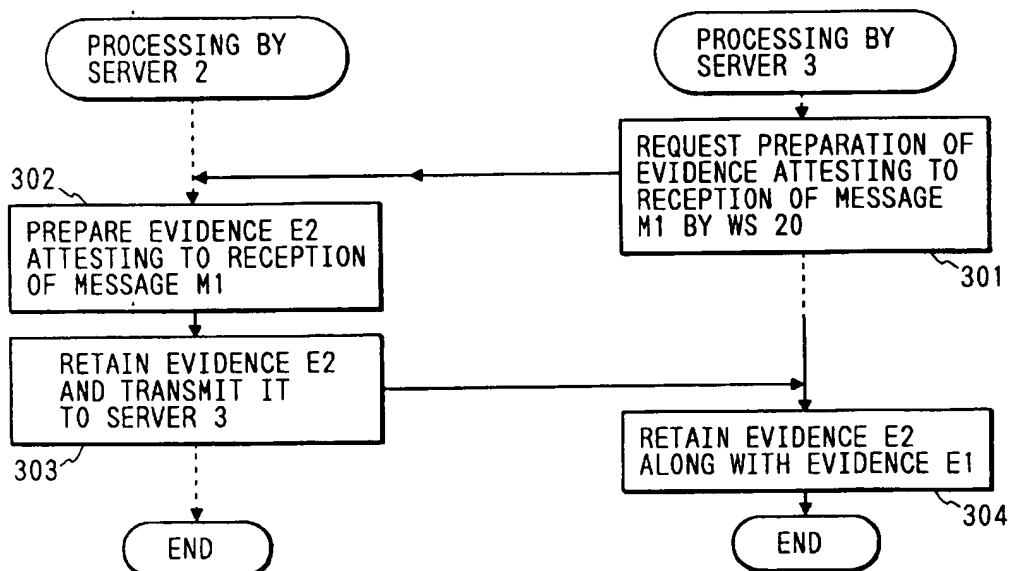 PROCESSING BY
SERVER 2
PROCESSING BY
SERVER 3
REQUEST PREPARATION OF
EVIDENCE ATTESTING TO
RECEPTION OF MESSAGE
M1 BY WS 20
301
302
PREPARE EVIDENCE E2
ATTESTING TO RECEPTION
OF MESSAGE M1
RETAIN EVIDENCE E2
AND TRANSMIT IT
TO SERVER 3
303
RETAIN EVIDENCE E2
ALONG WITH EVIDENCE E1
304
END
END